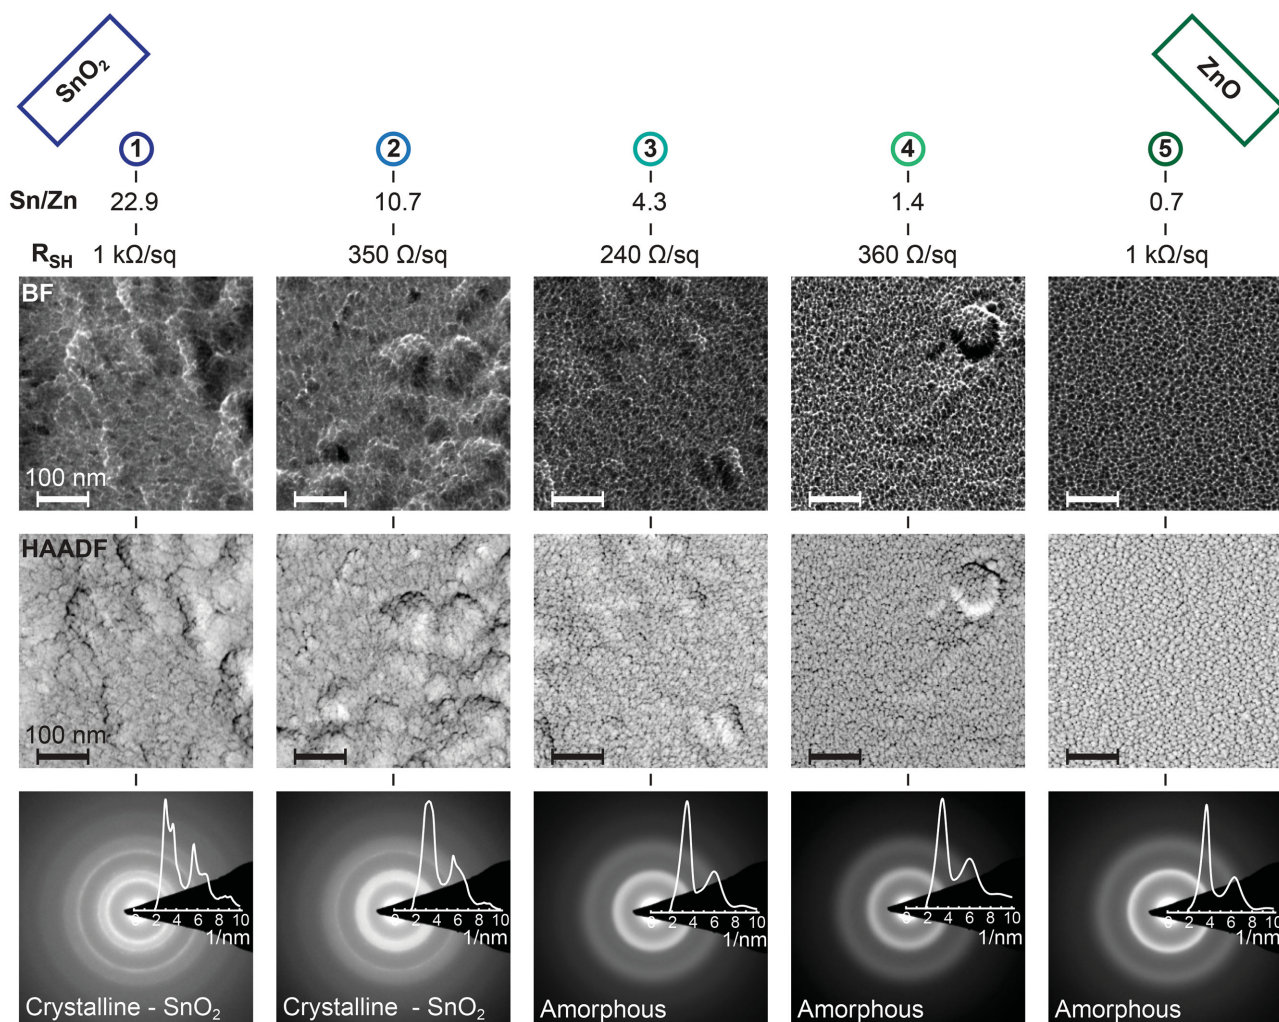 SnO₂
ZnO
1 2 3 4 5
Sn/Zn 22.9 10.7 4.3 1.4 0.7
R_SH 1 kΩ/sq 350 Ω/sq 240 Ω/sq 360 Ω/sq 1 kΩ/sq
BF
100 nm
HAADF
100 nm
0 2 4 6 8 10 0 2 4 6 8 10 0 2 4 6 8 10 0 2 4 6 8 10 0 2 4 6 8 10
1/nm 1/nm 1/nm 1/nm 1/nm
Crystalline - SnO₂ Crystalline - SnO₂ Amorphous Amorphous Amorphous